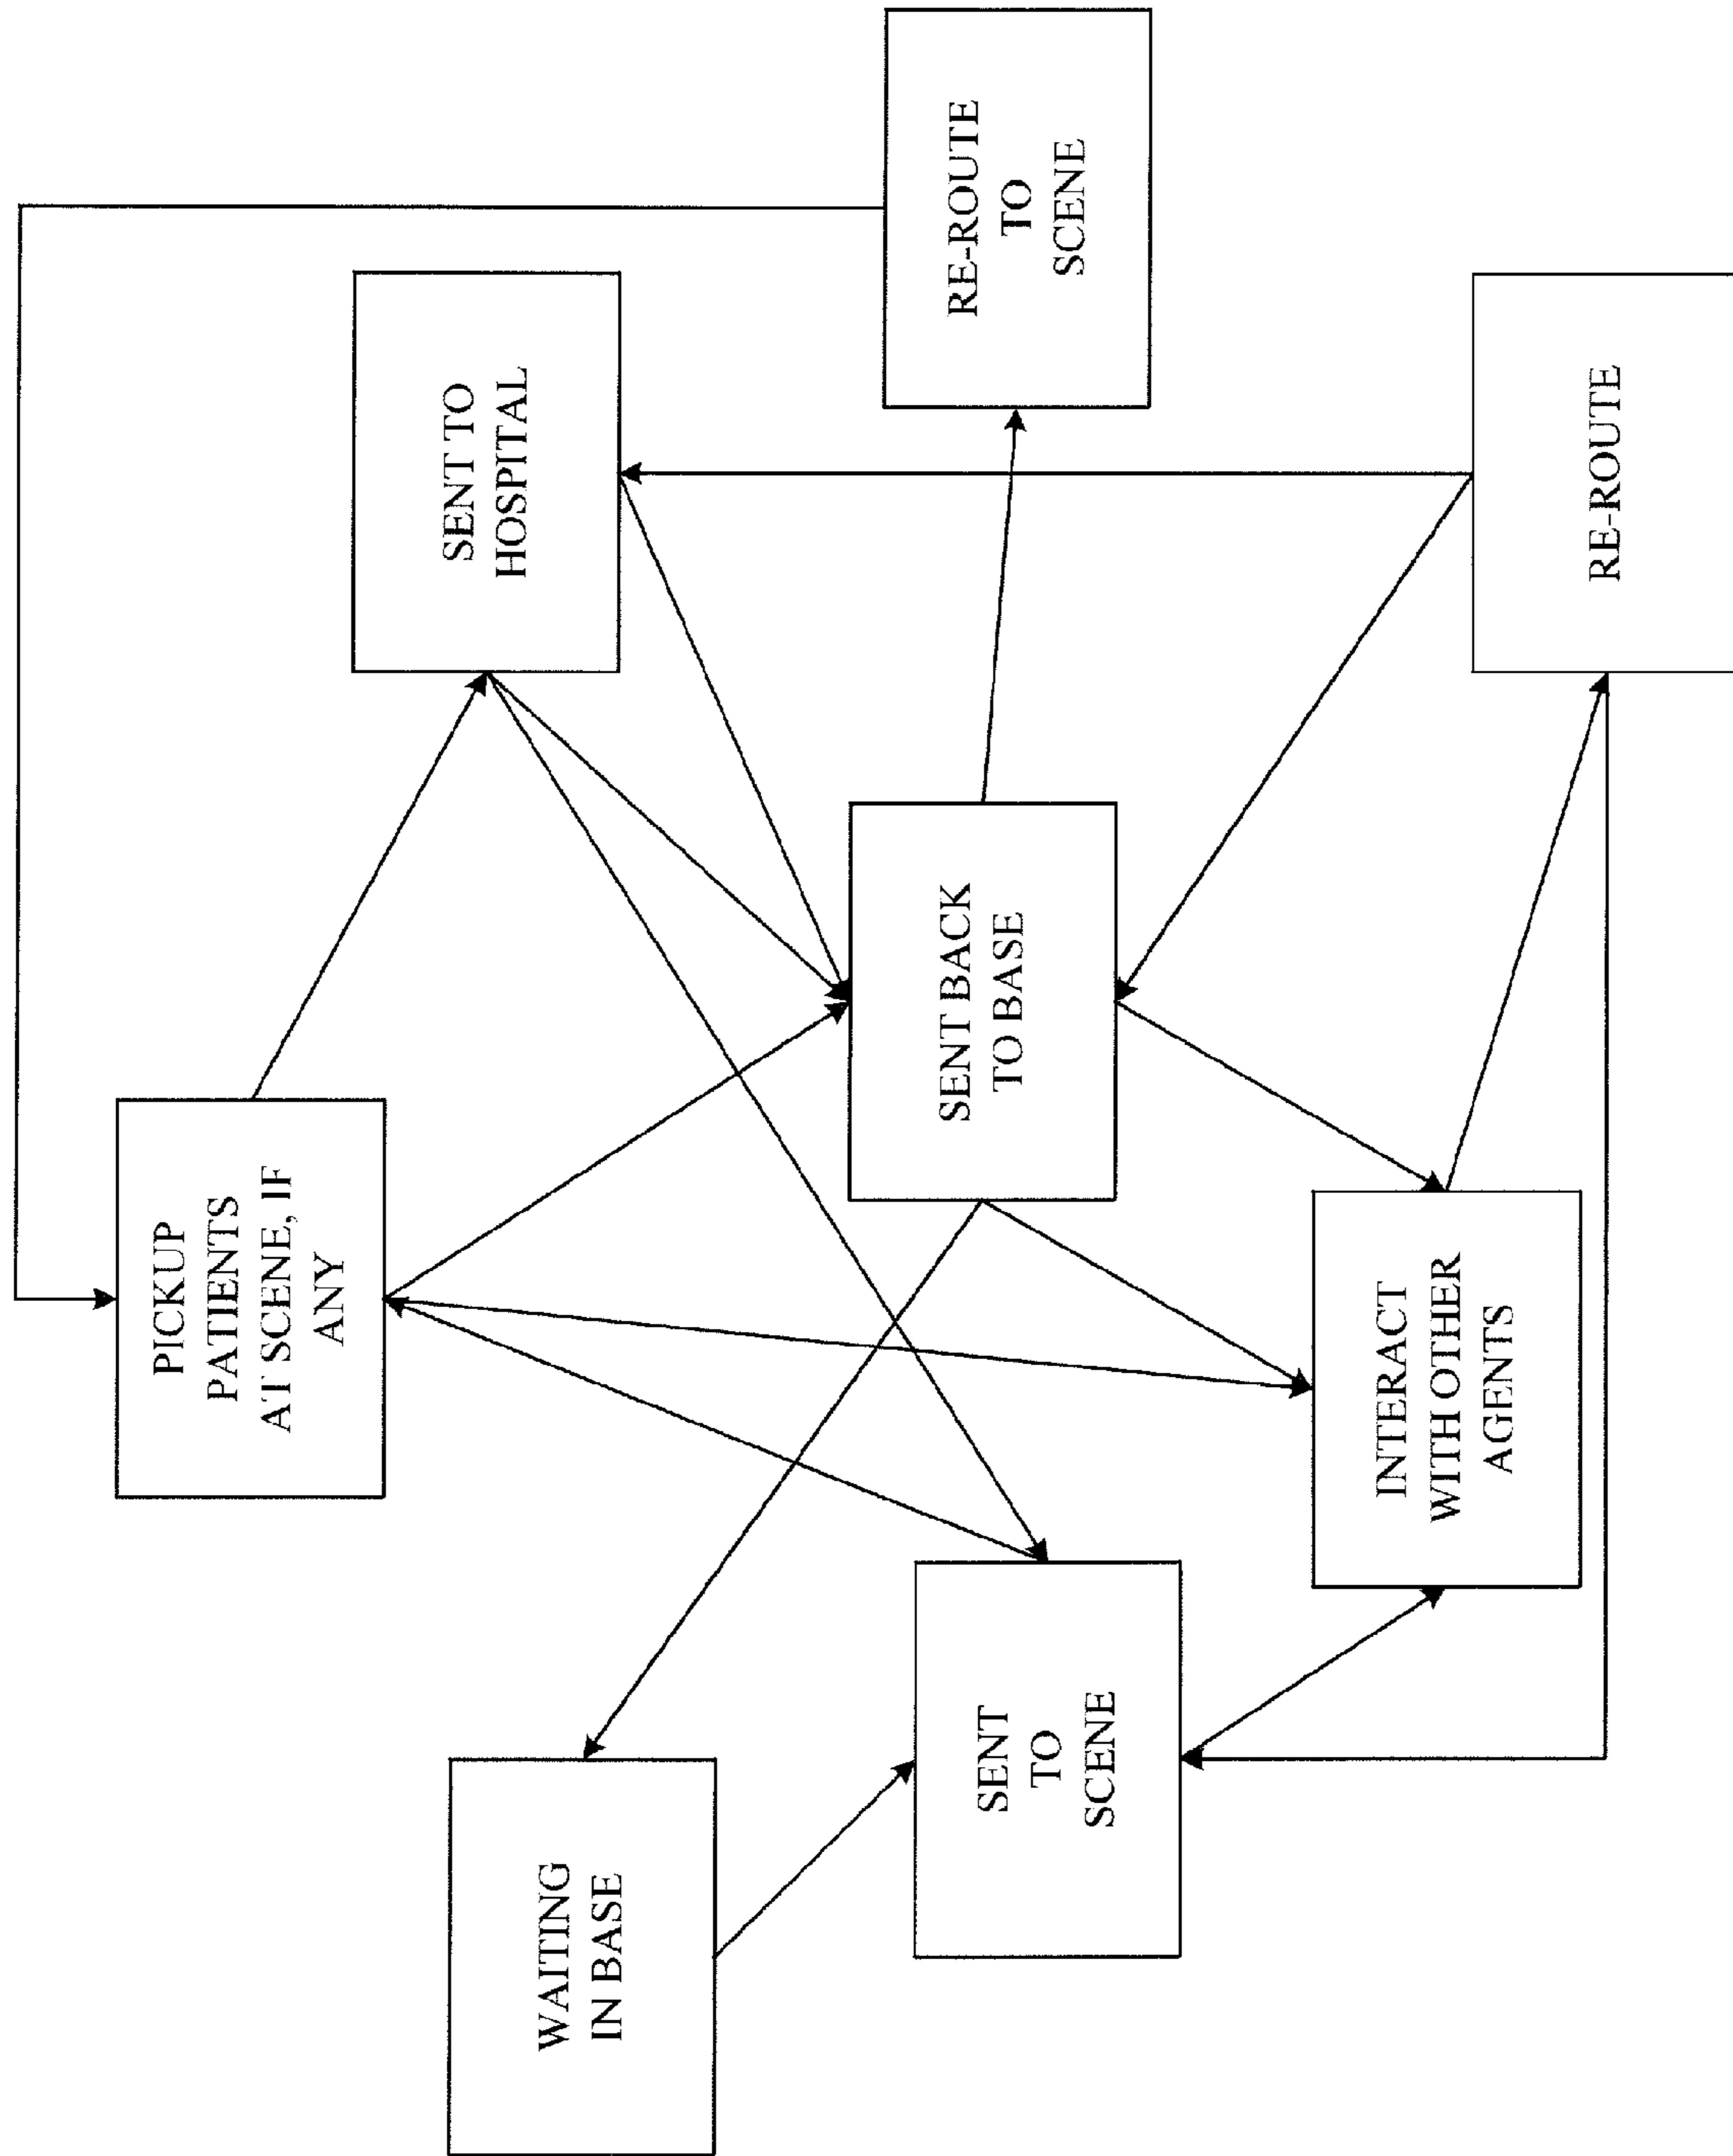 PICKUP
PATIENTS
AT SCENE, IF
ANY
SENT TO
HOSPITAL
WAITING
IN BASE
SENT BACK
TO BASE
RE-ROUTE
TO
SCENE
SENT
TO
SCENE
INTERACT
WITH OTHER
AGENTS
RE-ROUTE